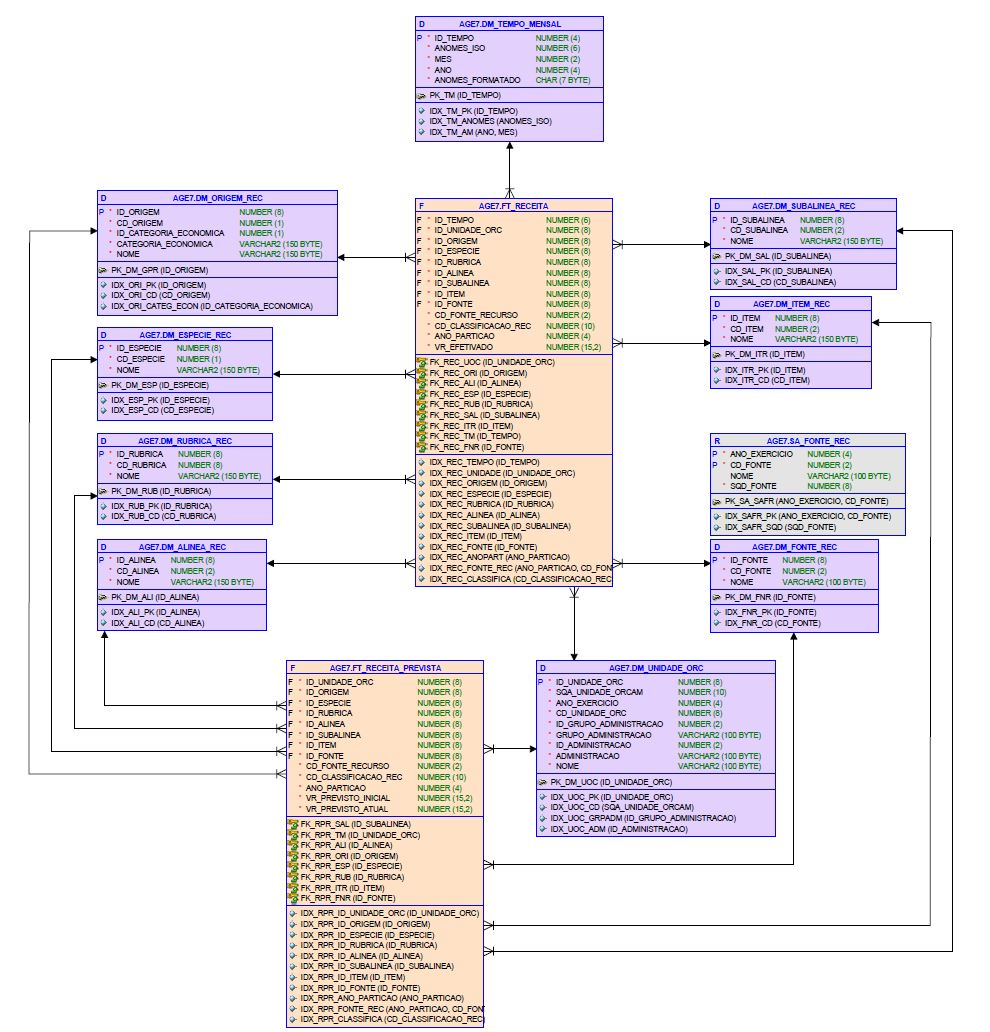 D AGE7.DM_TEMPO_MENSAL
P * ID_TEMPO NUMBER (4)
* ANOMES_ISO NUMBER (6)
* MES NUMBER (2)
* ANO NUMBER (4)
* ANOMES_FORMATADO CHAR (7 BYTE)
PK_TM (ID_TEMPO)
IDX_TM_PK (ID_TEMPO)
IDX_TM_ANOMES (ANOMES_ISO)
IDX_TM_AM (ANO, MES)
D AGE7.DM_ORIGEM_REC
P * ID_ORIGEM NUMBER (8)
* CD_ORIGEM NUMBER (1)
* ID_CATEGORIA_ECONOMICA NUMBER (1)
* CATEGORIA_ECONOMICA VARCHAR2 (150 BYTE)
* NOME VARCHAR2 (150 BYTE)
PK_DM_GPR (ID_ORIGEM)
IDX_ORI_PK (ID_ORIGEM)
IDX_ORI_CD (CD_ORIGEM)
IDX_ORI_CATEG_ECON (ID_CATEGORIA_ECONOMICA)
F AGE7.FT_RECEITA
F * ID_TEMPO NUMBER (6)
F * ID_UNIDADE_ORC NUMBER (8)
F * ID_ORIGEM NUMBER (8)
F * ID_ESPECIE NUMBER (8)
F * ID_RUBRICA NUMBER (8)
F * ID_ALINEA NUMBER (8)
F * ID_SUBALINEA NUMBER (8)
F * ID_ITEM NUMBER (8)
F * ID_FONTE NUMBER (8)
* CD_FONTE_RECURSO NUMBER (2)
* CD_CLASSIFICACAO_REC NUMBER (10)
* ANO_PARTICAO NUMBER (4)
* VR_EFETIVADO NUMBER (15,2)
FK_REC_UOC (ID_UNIDADE_ORC)
FK_REC_ORI (ID_ORIGEM)
FK_REC_ALI (ID_ALINEA)
FK_REC_ESP (ID_ESPECIE)
FK_REC_RUB (ID_RUBRICA)
FK_REC_SAL (ID_SUBALINEA)
FK_REC_ITR (ID_ITEM)
FK_REC_TM (ID_TEMPO)
FK_REC_FNR (ID_FONTE)
IDX_REC_TEMPO (ID_TEMPO)
IDX_REC_UNIDADE (ID_UNIDADE_ORC)
IDX_REC_ORIGEM (ID_ORIGEM)
IDX_REC_ESPECIE (ID_ESPECIE)
IDX_REC_RUBRICA (ID_RUBRICA)
IDX_REC_ALINEA (ID_ALINEA)
IDX_REC_SUBALINEA (ID_SUBALINEA)
IDX_REC_ITEM (ID_ITEM)
IDX_REC_FONTE (ID_FONTE)
IDX_REC_ANOPART (ANO_PARTICAO)
IDX_REC_FONTE_REC (ANO_PARTICAO, CD_FON
IDX_REC_CLASSIFICA (CD_CLASSIFICACAO_REC
D AGE7.DM_SUBALINEA_REC
P * ID_SUBALINEA NUMBER (8)
* CD_SUBALINEA NUMBER (2)
* NOME VARCHAR2 (150 BYTE)
PK_DM_SAL (ID_SUBALINEA)
IDX_SAL_PK (ID_SUBALINEA)
IDX_SAL_CD (CD_SUBALINEA)
D AGE7.DM_ITEM_REC
P * ID_ITEM NUMBER (8)
* CD_ITEM NUMBER (2)
* NOME VARCHAR2 (150 BYTE)
PK_DM_ITR (ID_ITEM)
IDX_ITR_PK (ID_ITEM)
IDX_ITR_CD (CD_ITEM)
D AGE7.DM_ESPECIE_REC
P * ID_ESPECIE NUMBER (8)
* CD_ESPECIE NUMBER (1)
* NOME VARCHAR2 (150 BYTE)
PK_DM_ESP (ID_ESPECIE)
IDX_ESP_PK (ID_ESPECIE)
IDX_ESP_CD (CD_ESPECIE)
D AGE7.DM_RUBRICA_REC
P * ID_RUBRICA NUMBER (8)
* CD_RUBRICA NUMBER (8)
* NOME VARCHAR2 (150 BYTE)
PK_DM_RUB (ID_RUBRICA)
IDX_RUB_PK (ID_RUBRICA)
IDX_RUB_CD (CD_RUBRICA)
R AGE7.SA_FONTE_REC
P * ANO_EXERCICIO NUMBER (4)
P * CD_FONTE NUMBER (2)
NOME VARCHAR2 (100 BYTE)
* SQD_FONTE NUMBER (8)
PK_SA_SAFR (ANO_EXERCICIO, CD_FONTE)
IDX_SAFR_PK (ANO_EXERCICIO, CD_FONTE)
IDX_SAFR_SQD (SQD_FONTE)
D AGE7.DM_ALINEA_REC
P * ID_ALINEA NUMBER (8)
* CD_ALINEA NUMBER (2)
* NOME VARCHAR2 (150 BYTE)
PK_DM_ALI (ID_ALINEA)
IDX_ALI_PK (ID_ALINEA)
IDX_ALI_CD (CD_ALINEA)
D AGE7.DM_FONTE_REC
P * ID_FONTE NUMBER (8)
* CD_FONTE NUMBER (2)
* NOME VARCHAR2 (100 BYTE)
PK_DM_FNR (ID_FONTE)
IDX_FNR_PK (ID_FONTE)
IDX_FNR_CD (CD_FONTE)
F AGE7.FT_RECEITA_PREVISTA
F * ID_UNIDADE_ORC NUMBER (8)
F * ID_ORIGEM NUMBER (8)
F * ID_ESPECIE NUMBER (8)
F * ID_RUBRICA NUMBER (8)
F * ID_ALINEA NUMBER (8)
F * ID_SUBALINEA NUMBER (8)
F * ID_ITEM NUMBER (8)
F * ID_FONTE NUMBER (8)
* CD_FONTE_RECURSO NUMBER (2)
* CD_CLASSIFICACAO_REC NUMBER (10)
* ANO_PARTICAO NUMBER (4)
* VR_PREVISTO_INICIAL NUMBER (15,2)
* VR_PREVISTO_ATUAL NUMBER (15,2)
FK_RPR_SAL (ID_SUBALINEA)
FK_RPR_TM (ID_UNIDADE_ORC)
FK_RPR_ALI (ID_ALINEA)
FK_RPR_ORI (ID_ORIGEM)
FK_RPR_ESP (ID_ESPECIE)
FK_RPR_RUB (ID_RUBRICA)
FK_RPR_ITR (ID_ITEM)
FK_RPR_FNR (ID_FONTE)
IDX_RPR_ID_UNIDADE_ORC (ID_UNIDADE_ORC)
IDX_RPR_ID_ORIGEM (ID_ORIGEM)
IDX_RPR_ID_ESPECIE (ID_ESPECIE)
IDX_RPR_ID_RUBRICA (ID_RUBRICA)
IDX_RPR_ID_ALINEA (ID_ALINEA)
IDX_RPR_ID_SUBALINEA (ID_SUBALINEA)
IDX_RPR_ID_ITEM (ID_ITEM)
IDX_RPR_ID_FONTE (ID_FONTE)
IDX_RPR_ANO_PARTICAO (ANO_PARTICAO)
IDX_RPR_FONTE_REC (ANO_PARTICAO, CD_FON
IDX_RPR_CLASSIFICA (CD_CLASSIFICACAO_REC
D AGE7.DM_UNIDADE_ORC
P * ID_UNIDADE_ORC NUMBER (8)
* SQA_UNIDADE_ORCAM NUMBER (10)
* ANO_EXERCICIO NUMBER (4)
* CD_UNIDADE_ORC NUMBER (8)
* ID_GRUPO_ADMINISTRACAO NUMBER (2)
* GRUPO_ADMINISTRACAO VARCHAR2 (100 BYTE)
* ID_ADMINISTRACAO NUMBER (2)
* ADMINISTRACAO VARCHAR2 (100 BYTE)
* NOME VARCHAR2 (100 BYTE)
PK_DM_UOC (ID_UNIDADE_ORC)
IDX_UOC_PK (ID_UNIDADE_ORC)
IDX_UOC_CD (SQA_UNIDADE_ORCAM)
IDX_UOC_GRPADM (ID_GRUPO_ADMINISTRACAO)
IDX_UOC_ADM (ID_ADMINISTRACAO)